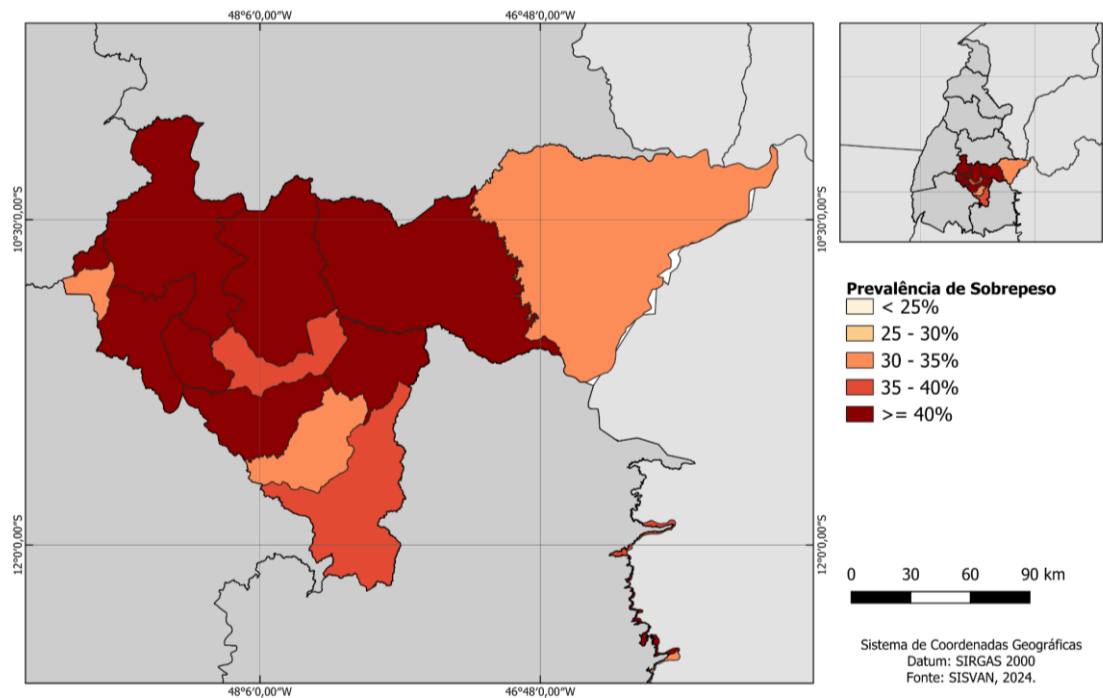 48°6'0,00"W
46°48'0,00"W
10°30'0,00"S
10°30'0,00"S
12°0'0,00"S
12°0'0,00"S
48°6'0,00"W
46°48'0,00"W
Prevalência de Sobrepeso
< 25%
25 - 30%
30 - 35%
35 - 40%
>= 40%
0 30 60 90 km
Sistema de Coordenadas Geográficas
Datum: SIRGAS 2000
Fonte: SISVAN, 2024.